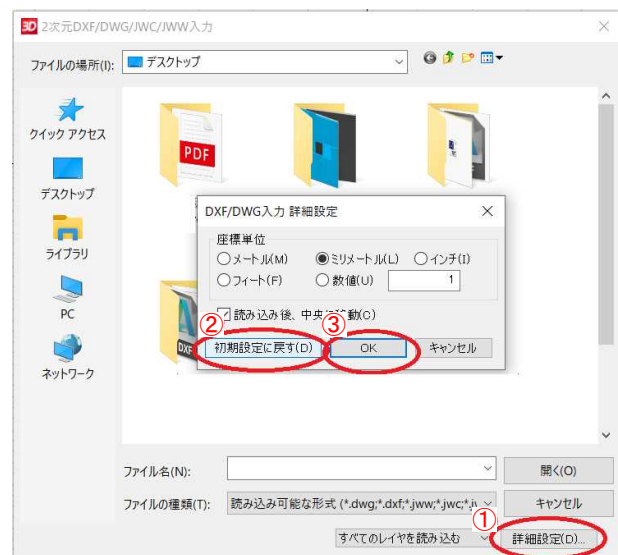 3D 2次元DXF/DWG/JWC/JWW入力
ファイルの場所(I):
デスクトップ
クイック アクセス
デスクトップ
ライブラリ
PC
ネットワーク
PDF
DXF/DWG入力 詳細設定
座標単位
メートル(M) ミリメートル(L) インチ(I)
フィート(F) 数値(U) 1
読み込み後、中央に移動(C)
② ③
初期設定に戻す(D) OK キャンセル
DXF
ファイル名(N): 開く(O)
ファイルの種類(T): 読み込み可能な形式 (*.dwg;*.dxf;*.jww;*.jwc;*.j キャンセル
①
すべてのレイヤを読み込む 詳細設定(D)...